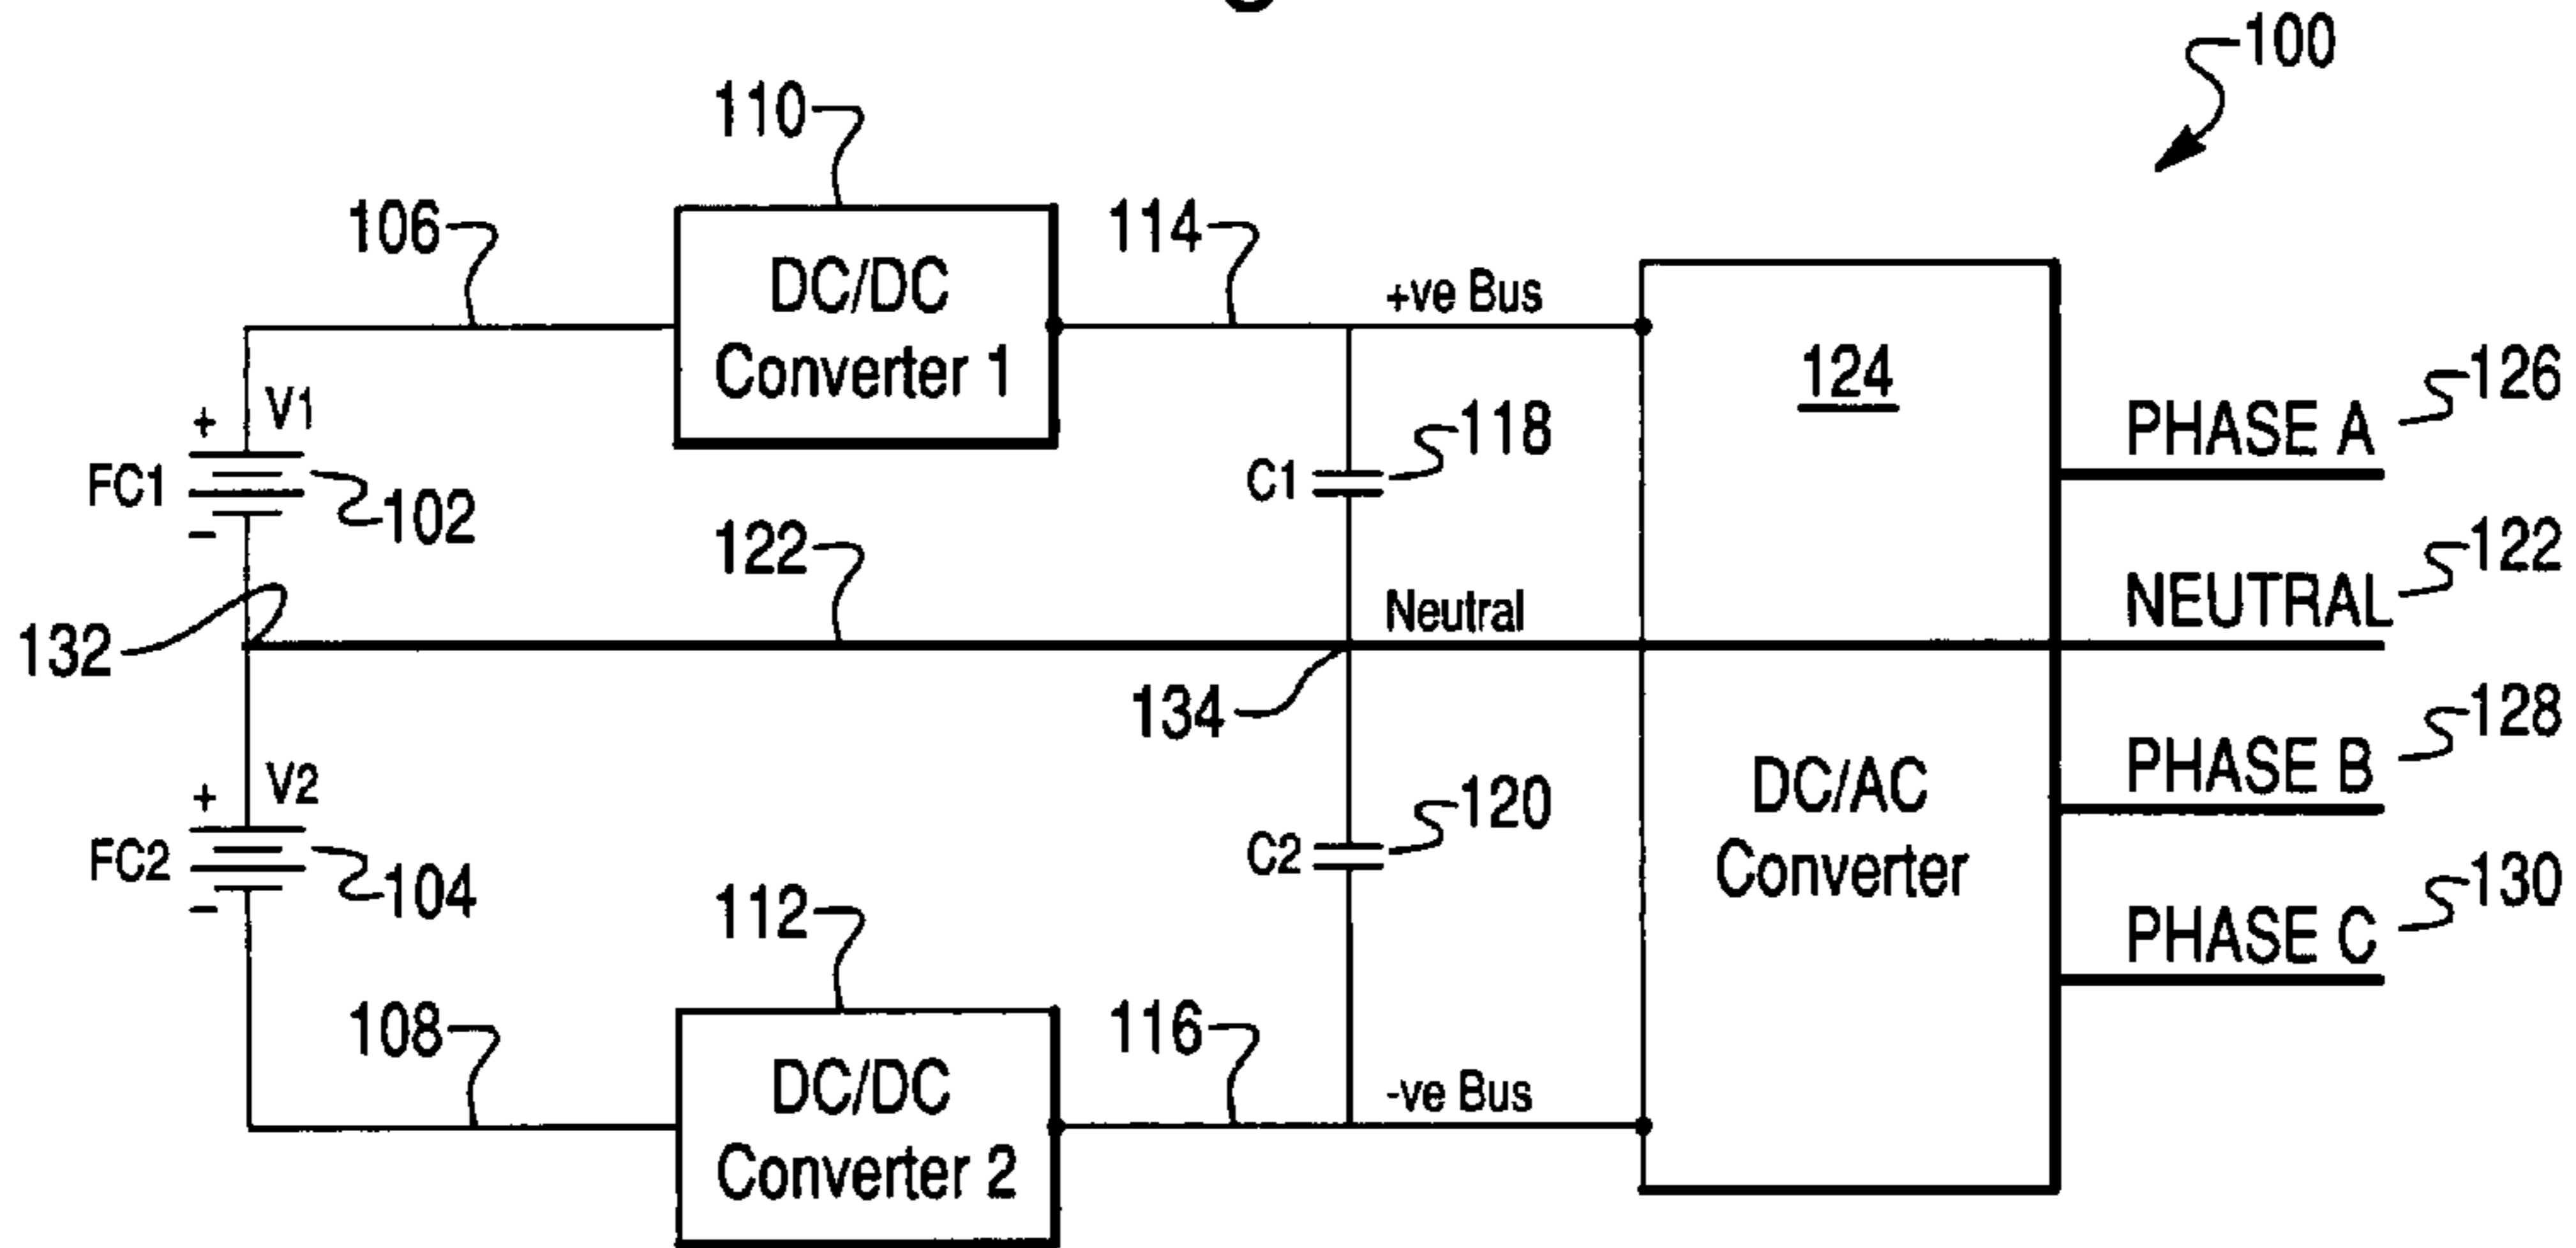 100
110
106
DC/DC
Converter 1
114
+ve Bus
124
126
PHASE A
+ V1
FC1
-
102
C1
118
122
Neutral
122
NEUTRAL
132
134
128
PHASE B
+ V2
FC2
-
104
C2
120
DC/AC
Converter
130
PHASE C
112
108
DC/DC
Converter 2
116
-ve Bus